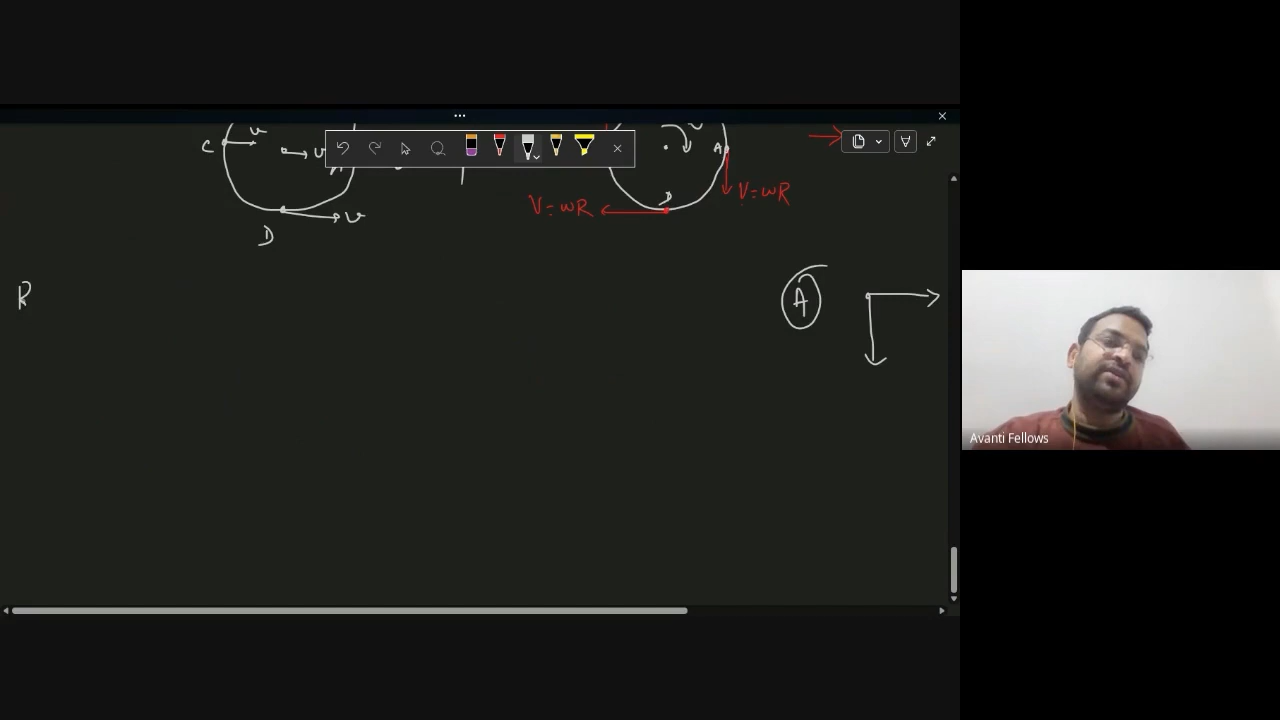 C v v A
V = ωR V = ωR
D v
D
R
A
Avanti Fellows